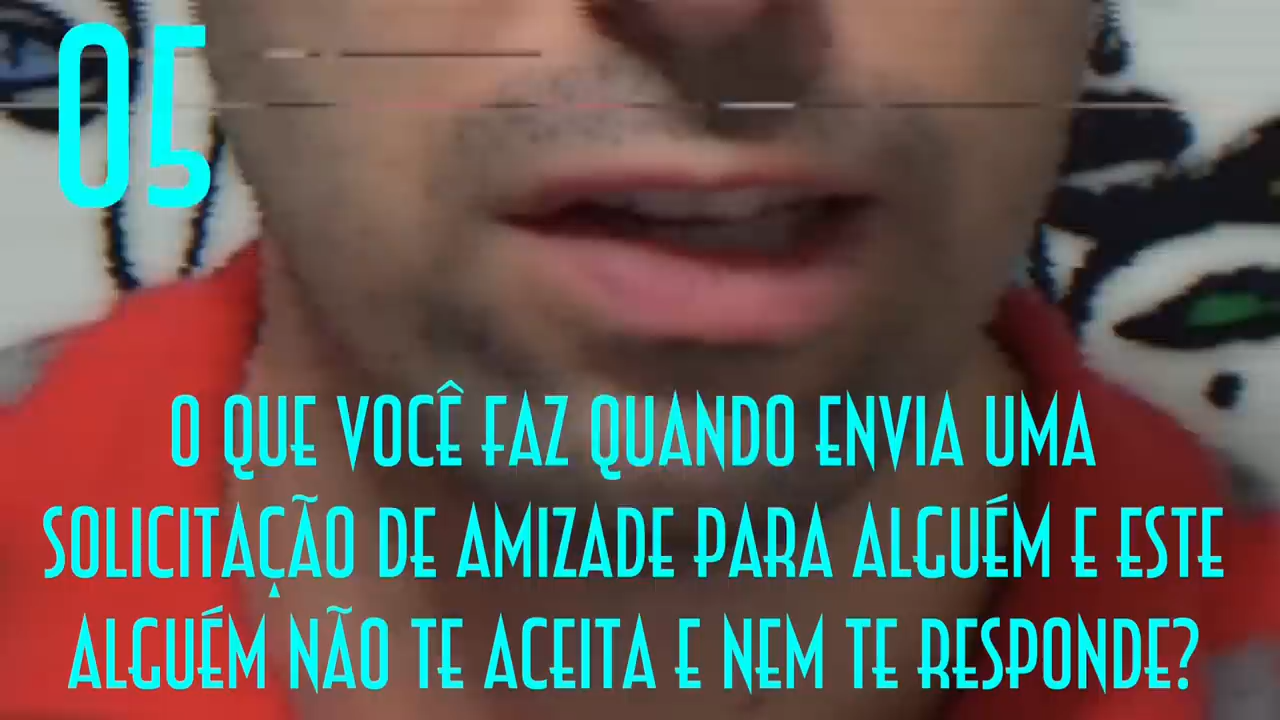 05
O QUE VOCÊ FAZ QUANDO ENVIA UMA
SOLICITAÇÃO DE AMIZADE PARA ALGUÉM E ESTE
ALGUÉM NÃO TE ACEITA E NEM TE RESPONDE?